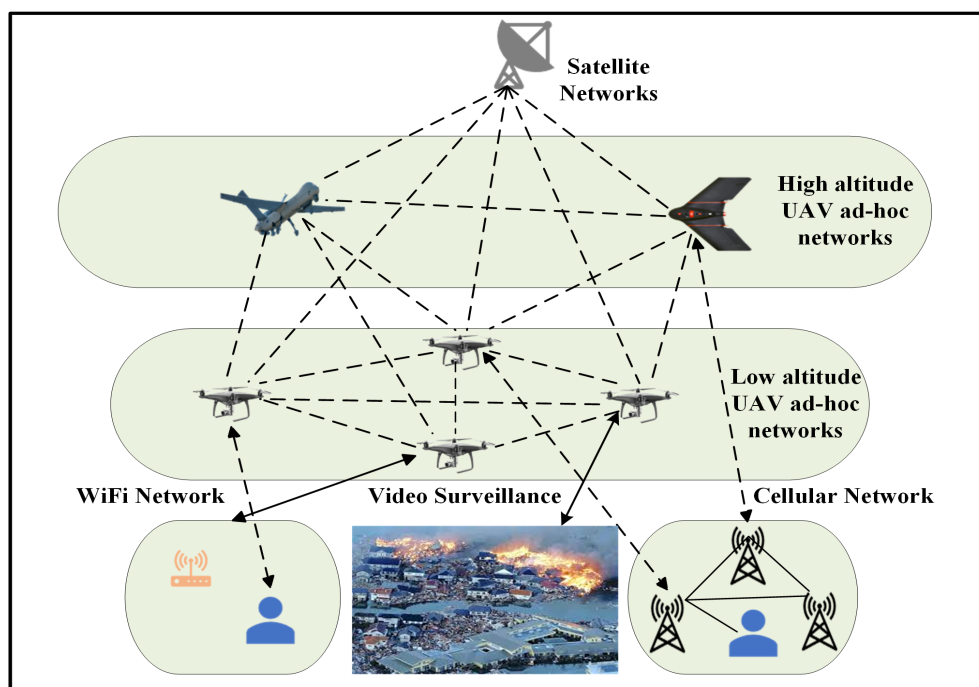 Satellite
Networks
High altitude
UAV ad-hoc
networks
Low altitude
UAV ad-hoc
networks
WiFi Network
Video Surveillance
Cellular Network